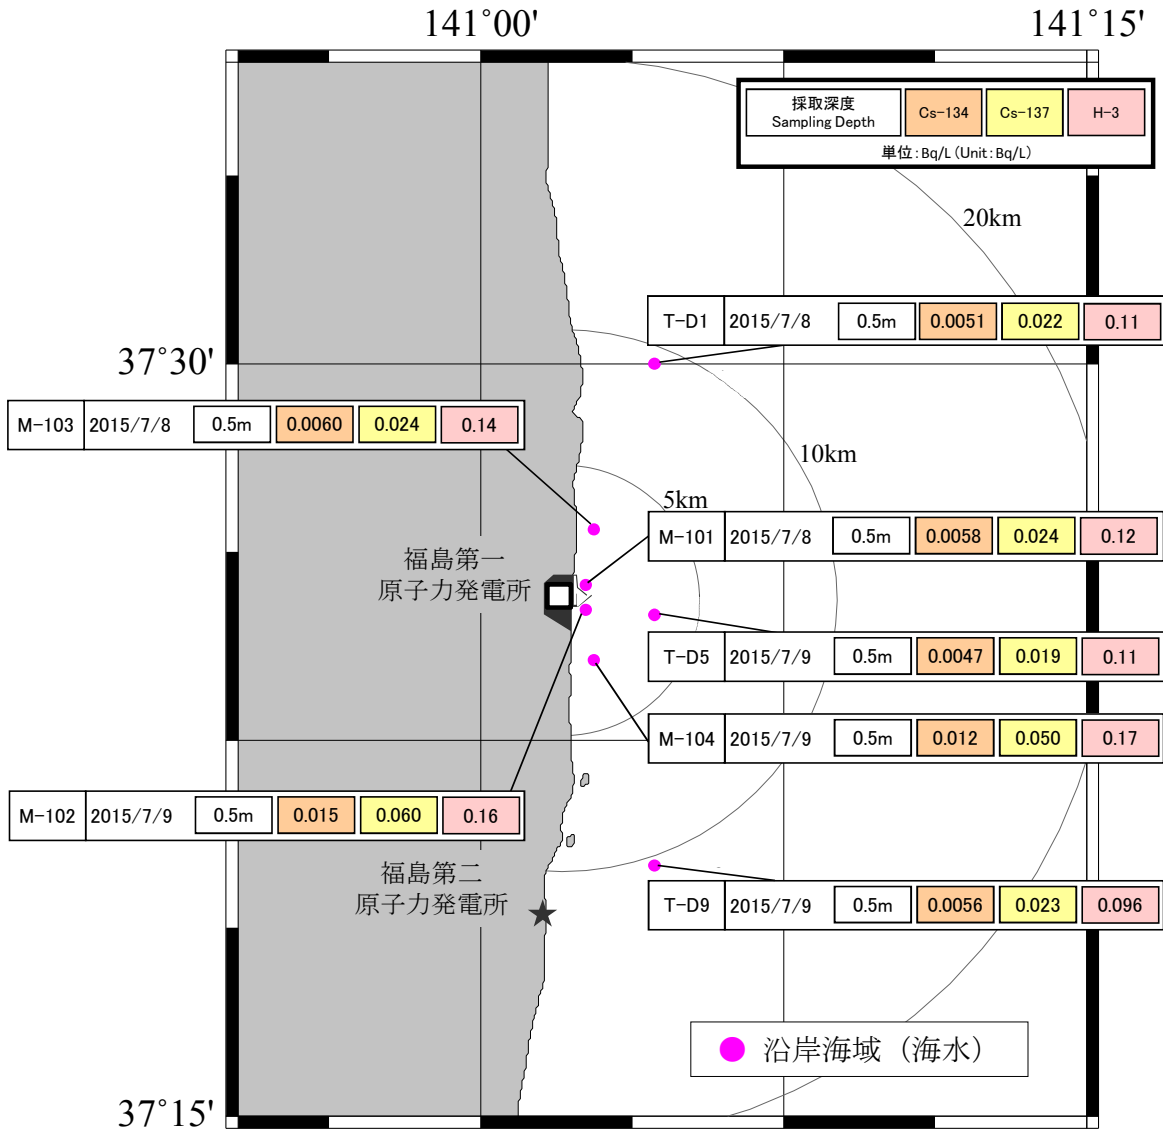 141°00'
141°15'
採取深度
Sampling Depth
Cs-134
Cs-137
H-3
単位:Bq/L(Unit:Bq/L)
20km
T-D1 2015/7/8 0.5m 0.0051 0.022 0.11
37°30'
M-103 2015/7/8 0.5m 0.0060 0.024 0.14
10km
5km
M-101 2015/7/8 0.5m 0.0058 0.024 0.12
福島第一
原子力発電所
T-D5 2015/7/9 0.5m 0.0047 0.019 0.11
M-104 2015/7/9 0.5m 0.012 0.050 0.17
M-102 2015/7/9 0.5m 0.015 0.060 0.16
福島第二
原子力発電所
T-D9 2015/7/9 0.5m 0.0056 0.023 0.096
沿岸海域(海水)
37°15'